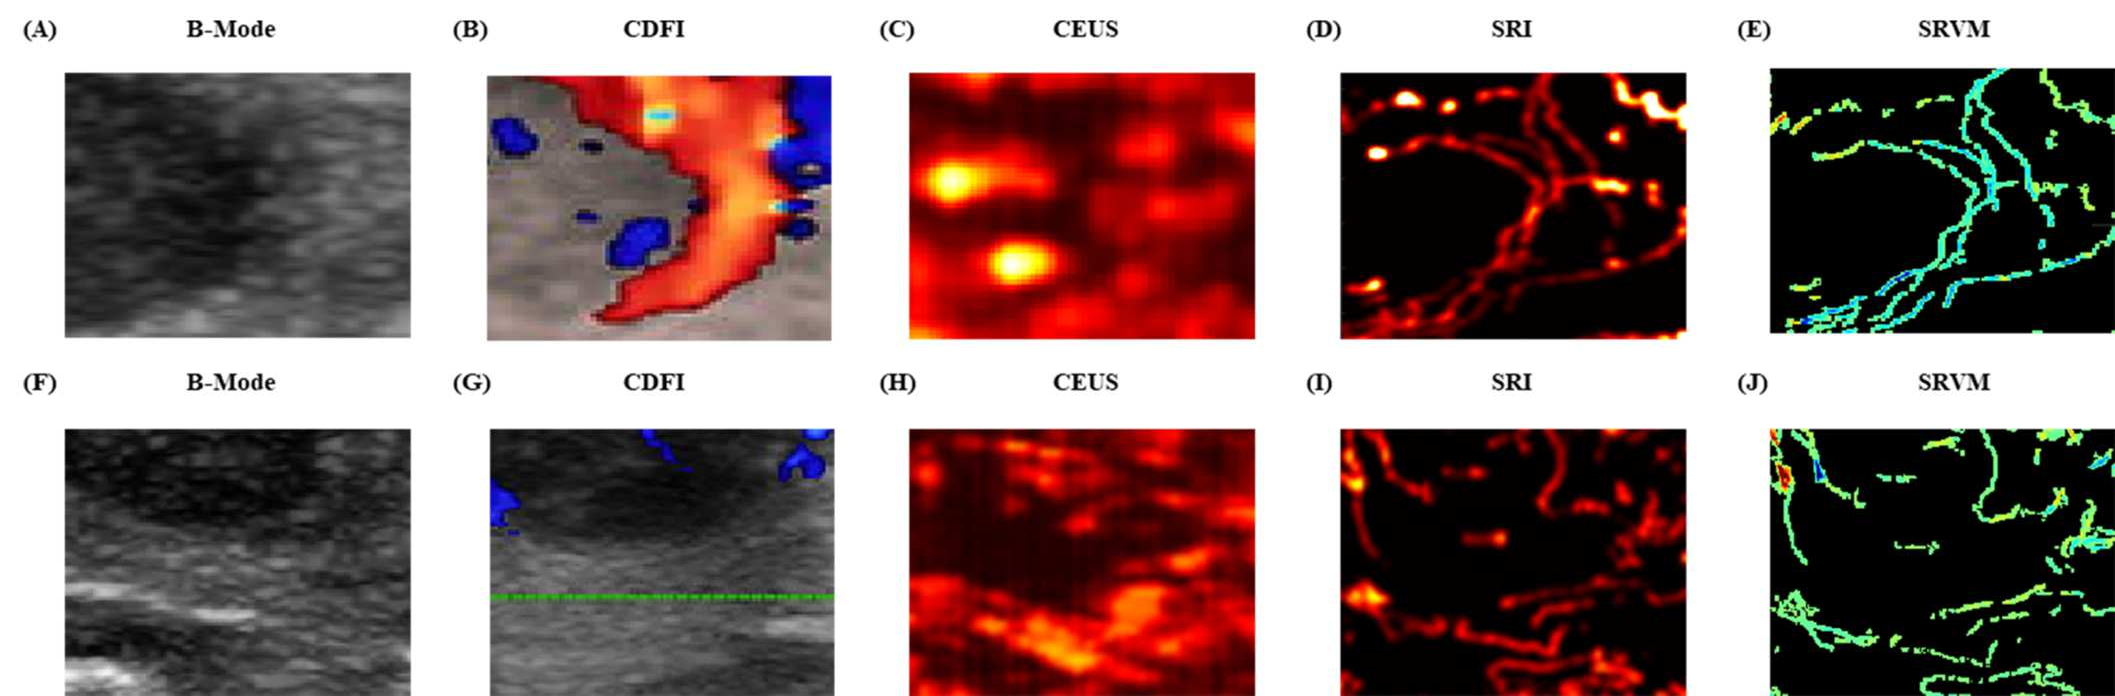 (A) B-Mode (B) CDFI (C) CEUS (D) SRI (E) SRVM
(F) B-Mode (G) CDFI (H) CEUS (I) SRI (J) SRVM